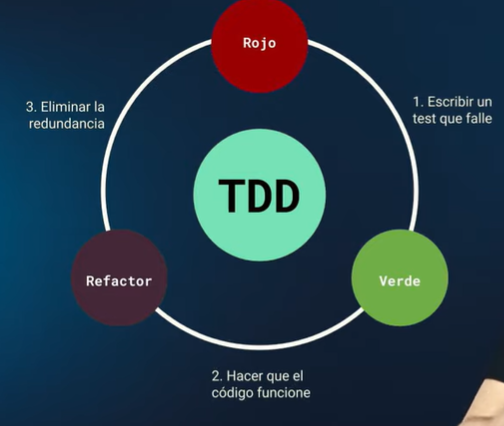 Rojo
1. Escribir un
test que falle
3. Eliminar la
redundancia
TDD
Refactor
Verde
2. Hacer que el
código funcione